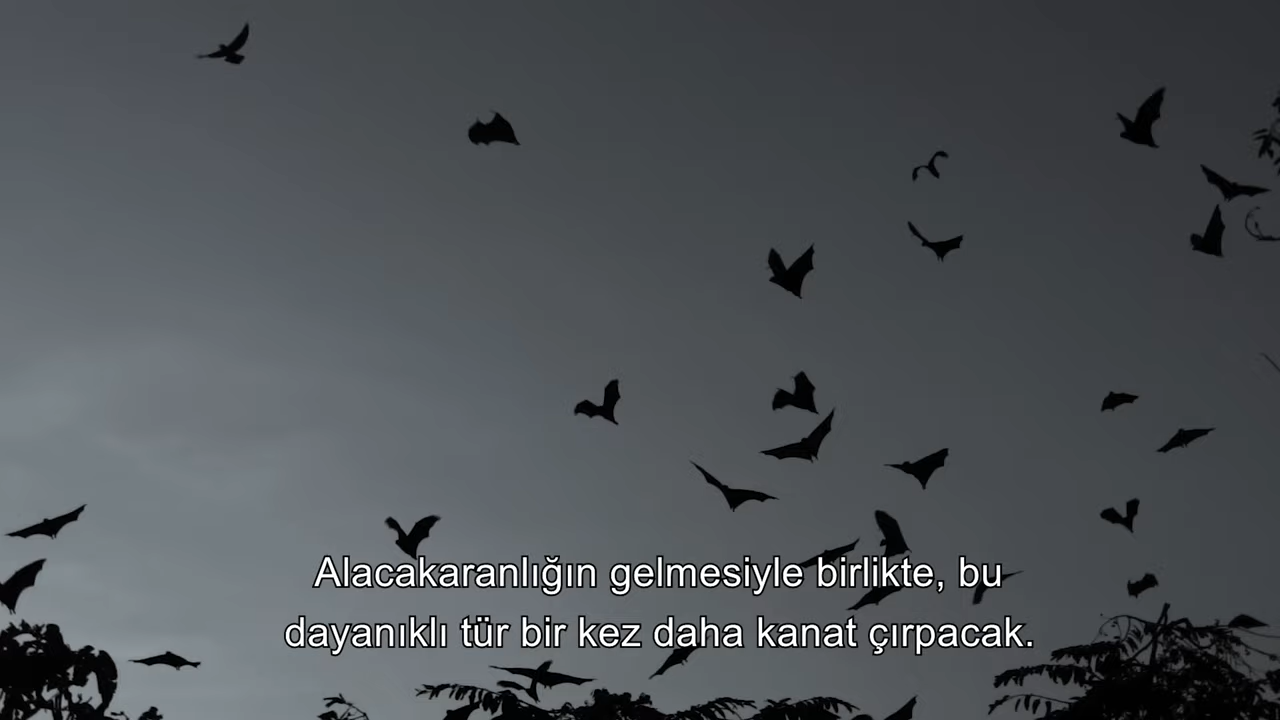 Alacakaranlığın gelmesiyle birlikte, bu
dayanıklı tür bir kez daha kanat çırpacak.